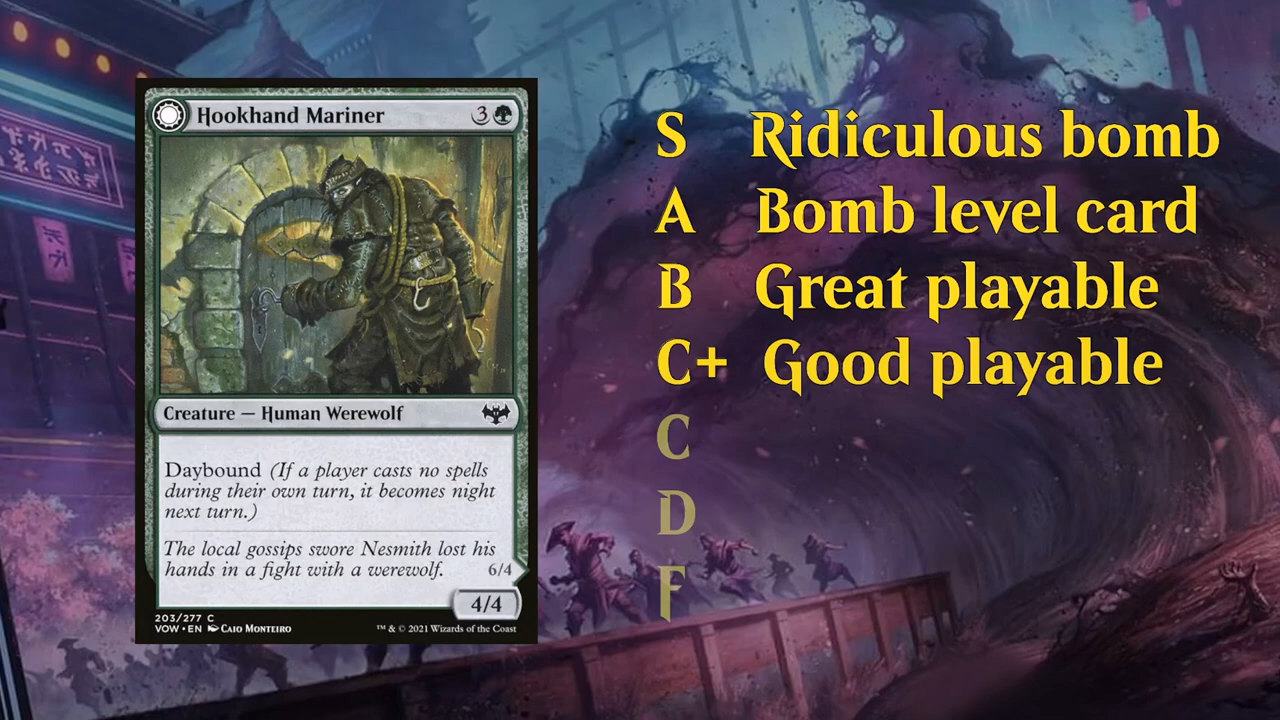 Hookhand Mariner 3
Creature — Human Werewolf
Daybound (If a player casts no spells
during their own turn, it becomes night
next turn.)
The local gossips swore Nesmith lost his
hands in a fight with a werewolf. 6/4
4/4
203/277 C
VOW • EN Caio Monteiro ™ & © 2021 Wizards of the Coast
S Ridiculous bomb
A Bomb level card
B Great playable
C+ Good playable
C
D
F